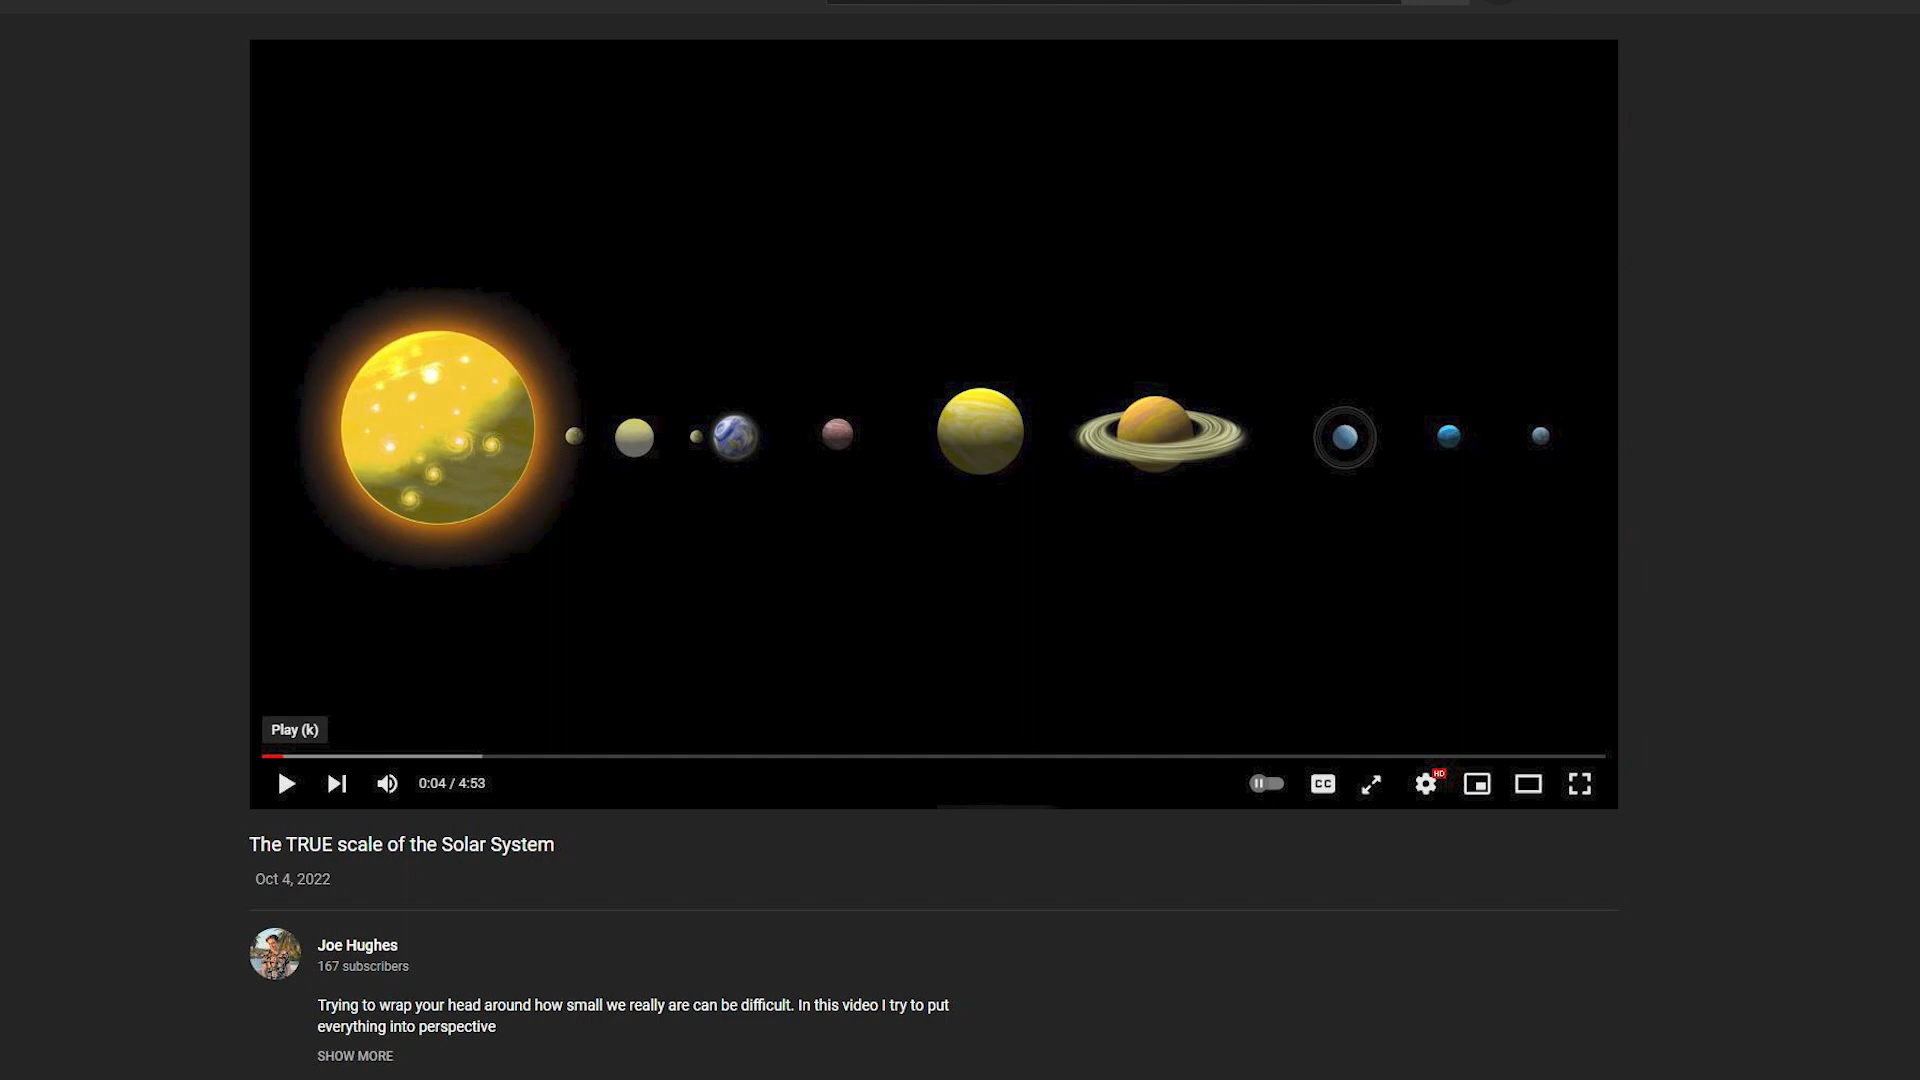 Play (k)
0:04 / 4:53
CC
HD
The TRUE scale of the Solar System
Oct 4, 2022
Joe Hughes
167 subscribers
Trying to wrap your head around how small we really are can be difficult. In this video I try to put
everything into perspective
SHOW MORE